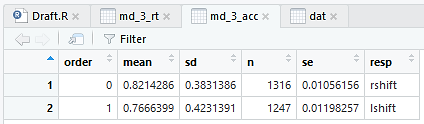 Draft.R md_3_rt md_3_acc dat
Filter
order mean sd n se resp
1 0 0.8214286 0.3831386 1316 0.01056156 rshift
2 1 0.7666399 0.4231391 1247 0.01198257 lshift